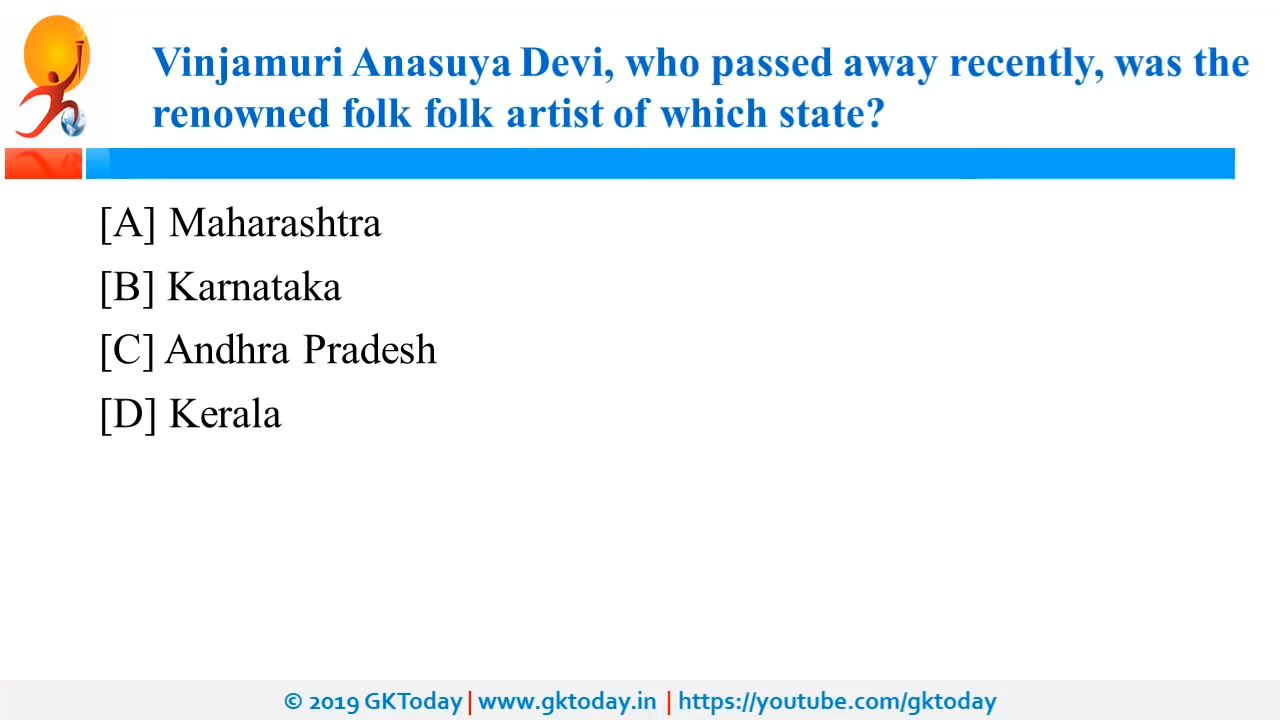 Vinjamuri Anasuya Devi, who passed away recently, was the
renowned folk folk artist of which state?
[A] Maharashtra
[B] Karnataka
[C] Andhra Pradesh
[D] Kerala
© 2019 GKToday | www.gktoday.in | https://youtube.com/gktoday